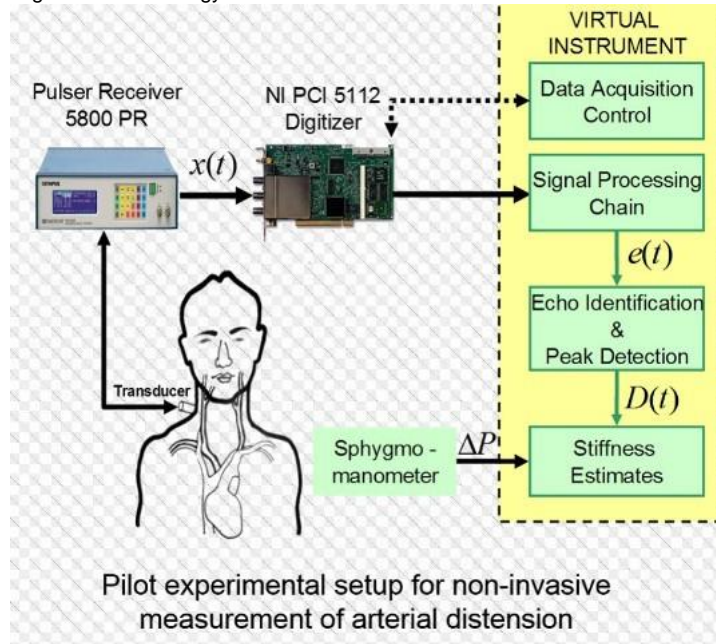 VIRTUAL
INSTRUMENT
Pulser Receiver
5800 PR
NI PCI 5112
Digitizer
Data Acquisition
Control
x(t)
Signal Processing
Chain
e(t)
Echo Identification
&
Peak Detection
Transducer
D(t)
Sphygmo -
manometer
ΔP
Stiffness
Estimates
Pilot experimental setup for non-invasive
measurement of arterial distension